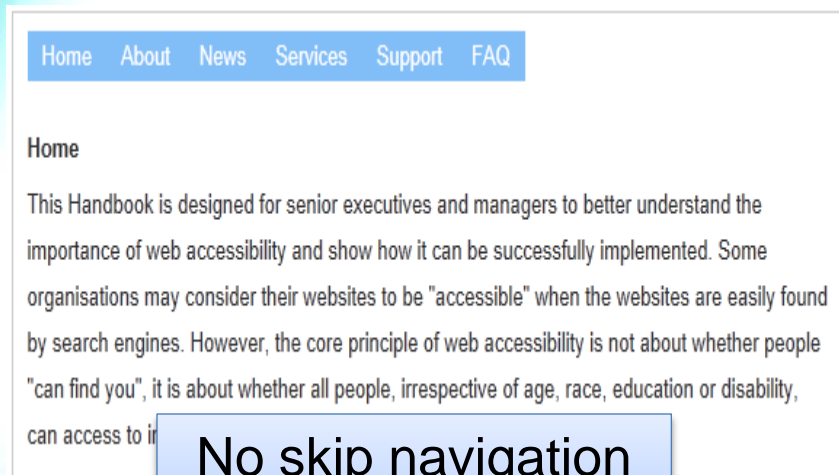 Home About News Services Support FAQ
Home
This Handbook is designed for senior executives and managers to better understand the
importance of web accessibility and show how it can be successfully implemented. Some
organisations may consider their websites to be "accessible" when the websites are easily found
by search engines. However, the core principle of web accessibility is not about whether people
"can find you", it is about whether all people, irrespective of age, race, education or disability,
can access to
No skip navigation